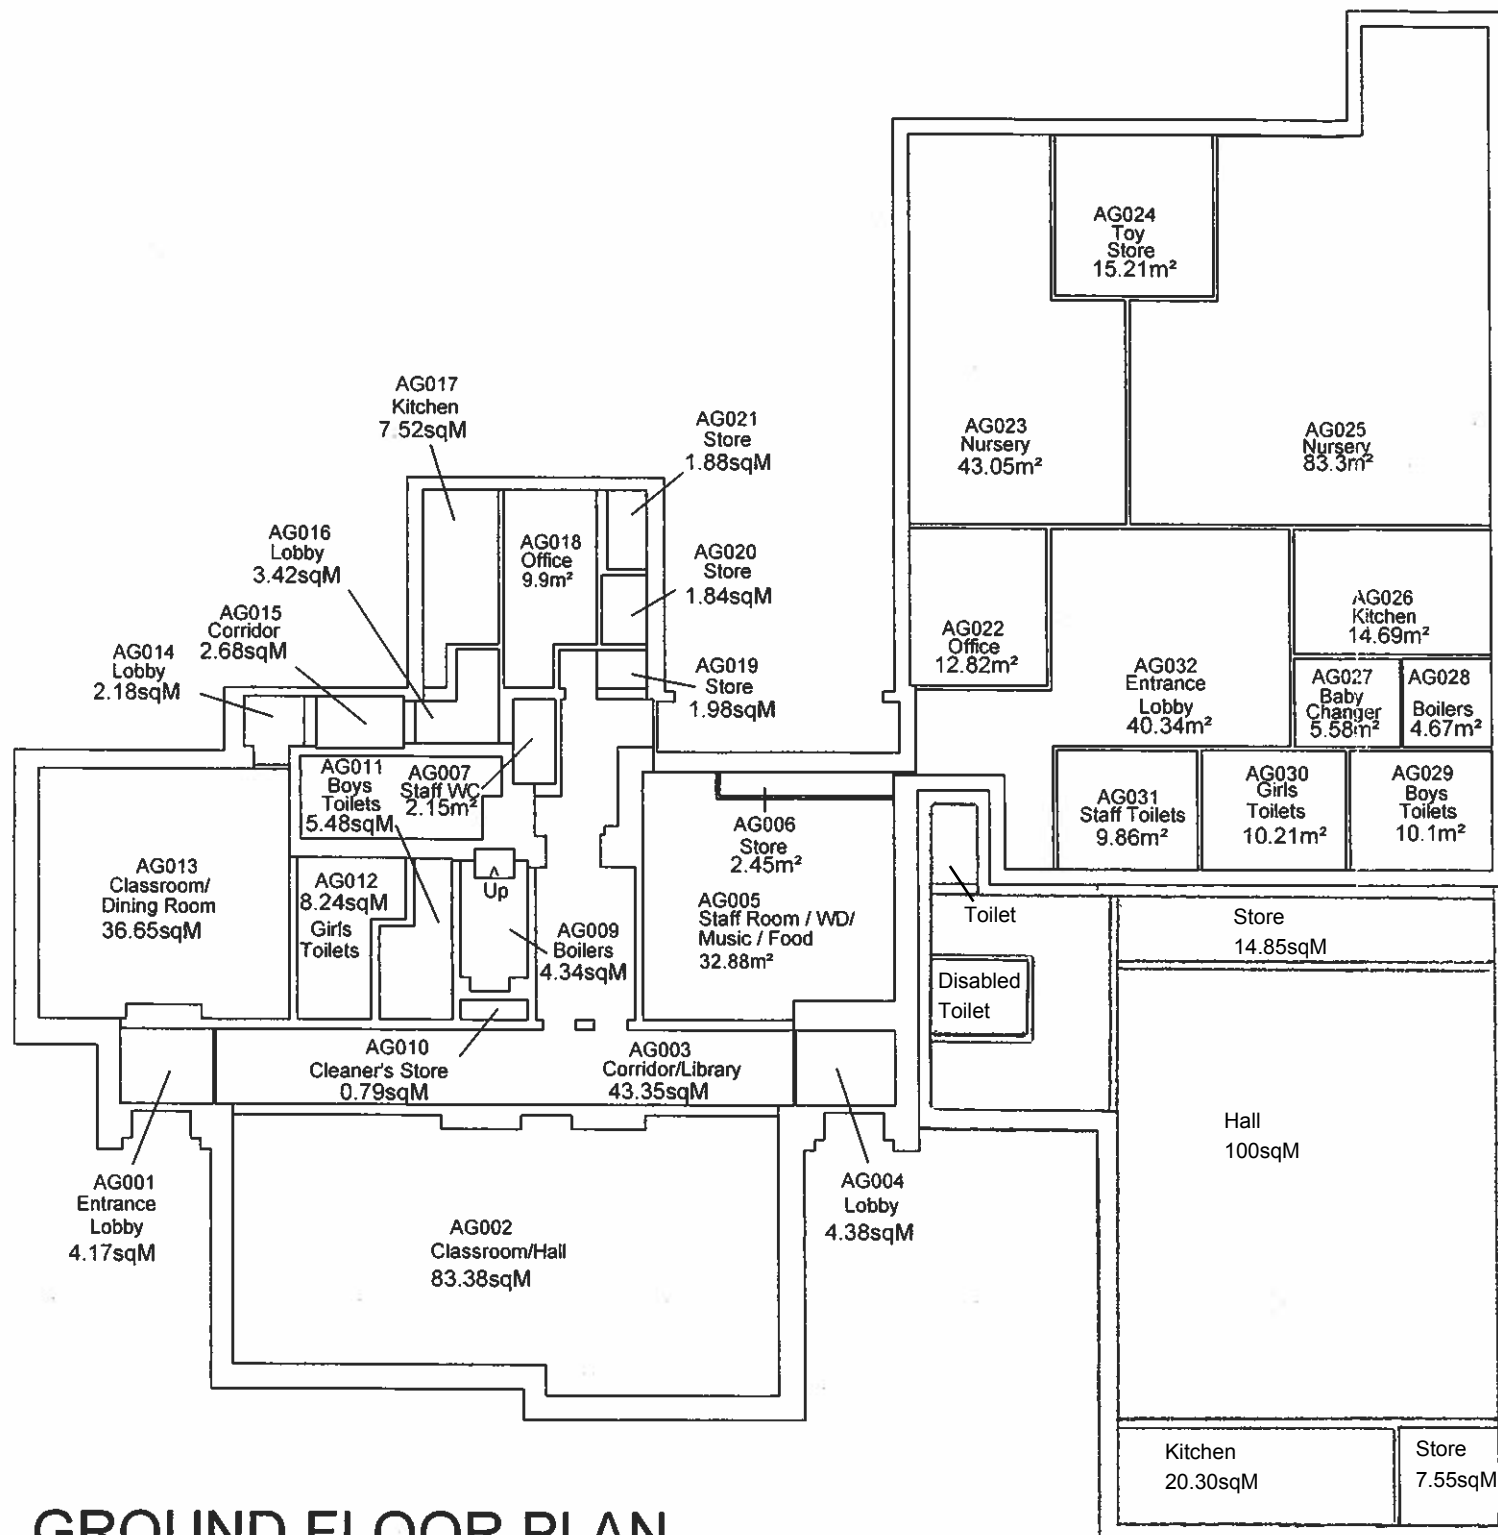 AG024
Toy
Store
15.21m²
AG017
Kitchen
7.52sqM
AG021
Store
1.88sqM
AG023
Nursery
43.05m²
AG025
Nursery
83.3m²
AG016
Lobby
3.42sqM
AG018
Office
9.9m²
AG020
Store
1.84sqM
AG015
Corridor
2.68sqM
AG014
Lobby
2.18sqM
AG019
Store
1.98sqM
AG022
Office
12.82m²
AG032
Entrance
Lobby
40.34m²
AG026
Kitchen
14.69m²
AG027
Baby
Changer
5.58m²
AG028
Boilers
4.67m²
AG011
Boys
Toilets
5.48sqM
AG007
Staff WC
2.15m²
AG006
Store
2.45m²
AG031
Staff Toilets
9.86m²
AG030
Girls
Toilets
10.21m²
AG029
Boys
Toilets
10.1m²
AG013
Classroom/
Dining Room
36.65sqM
AG012
8.24sqM
Girls
Toilets
^
Up
AG009
Boilers
4.34sqM
AG005
Staff Room / WD/
Music / Food
32.88m²
Toilet
Store
14.85sqM
Disabled
Toilet
AG010
Cleaner's Store
0.79sqM
AG003
Corridor/Library
43.35sqM
Hall
100sqM
AG001
Entrance
Lobby
4.17sqM
AG002
Classroom/Hall
83.38sqM
AG004
Lobby
4.38sqM
Kitchen
20.30sqM
Store
7.55sqM
GROUND FLOOR PLAN